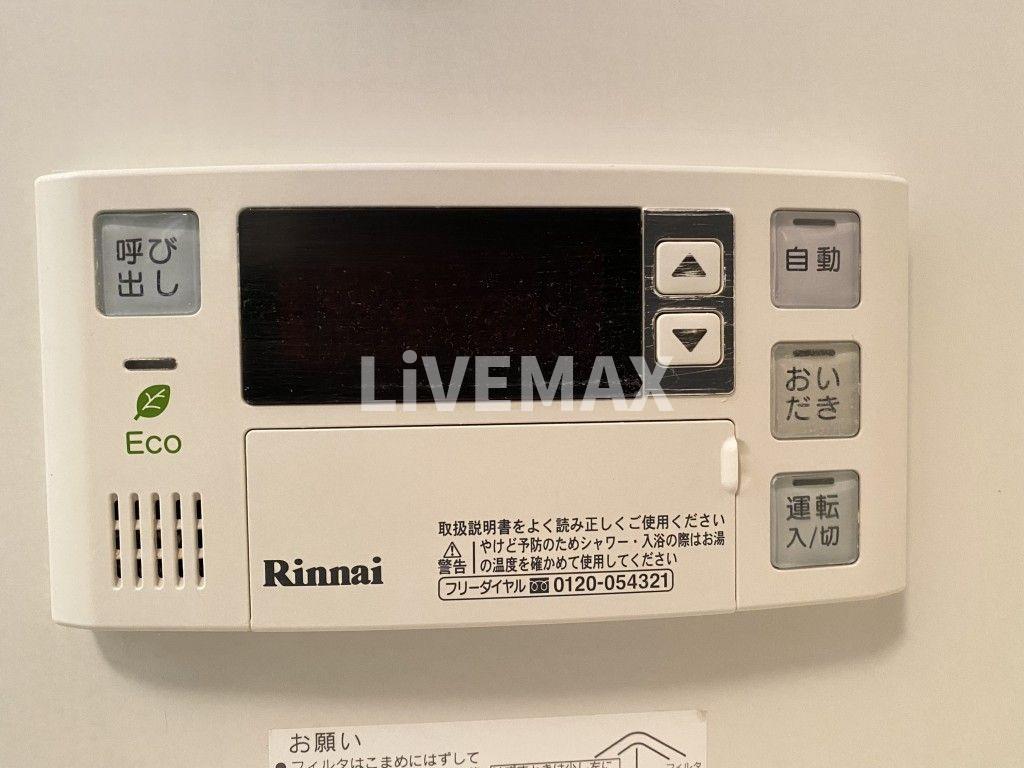 呼び
出し
自動
LiVEMAX
おい
だき
Eco
運転
入/切
取扱説明書をよく読み正しくご使用ください
警告
やけど予防のためシャワー・入浴の際はお湯
の温度を確かめて使用してください
Rinnai
フリーダイヤル 0120-054321
お願い
●フィルタはこまめにはずして
フィルタ